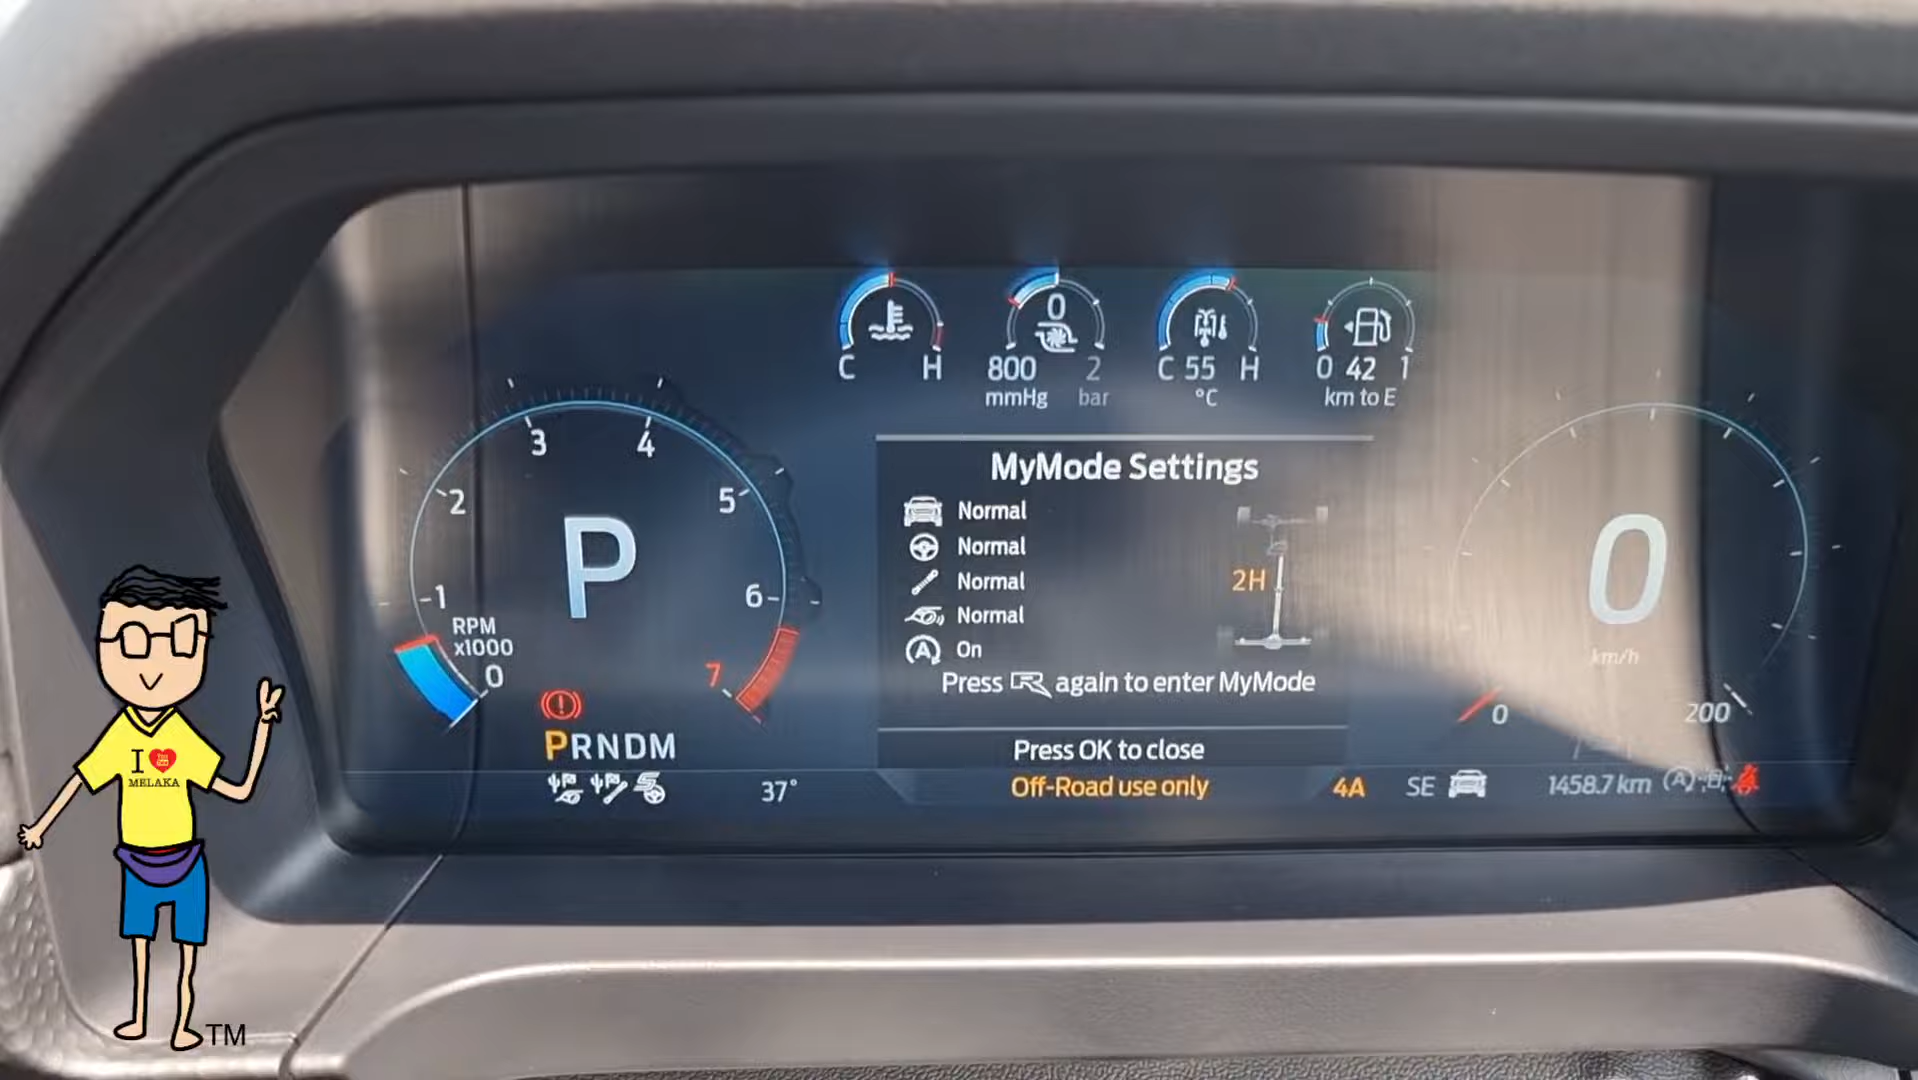 0
C H
800 2
mmHg bar
C 55 H
°C
0 42 1
km to E
MyMode Settings
Normal
Normal
Normal
Normal
A On
2H
Press R again to enter MyMode
Press OK to close
Off-Road use only
0
1
2
3
4
5
6
7
RPM
x1000
P
PRNDM
37°
4A
SE
1458.7 km
A
0
km/h
0
200
I
MELAKA
TM